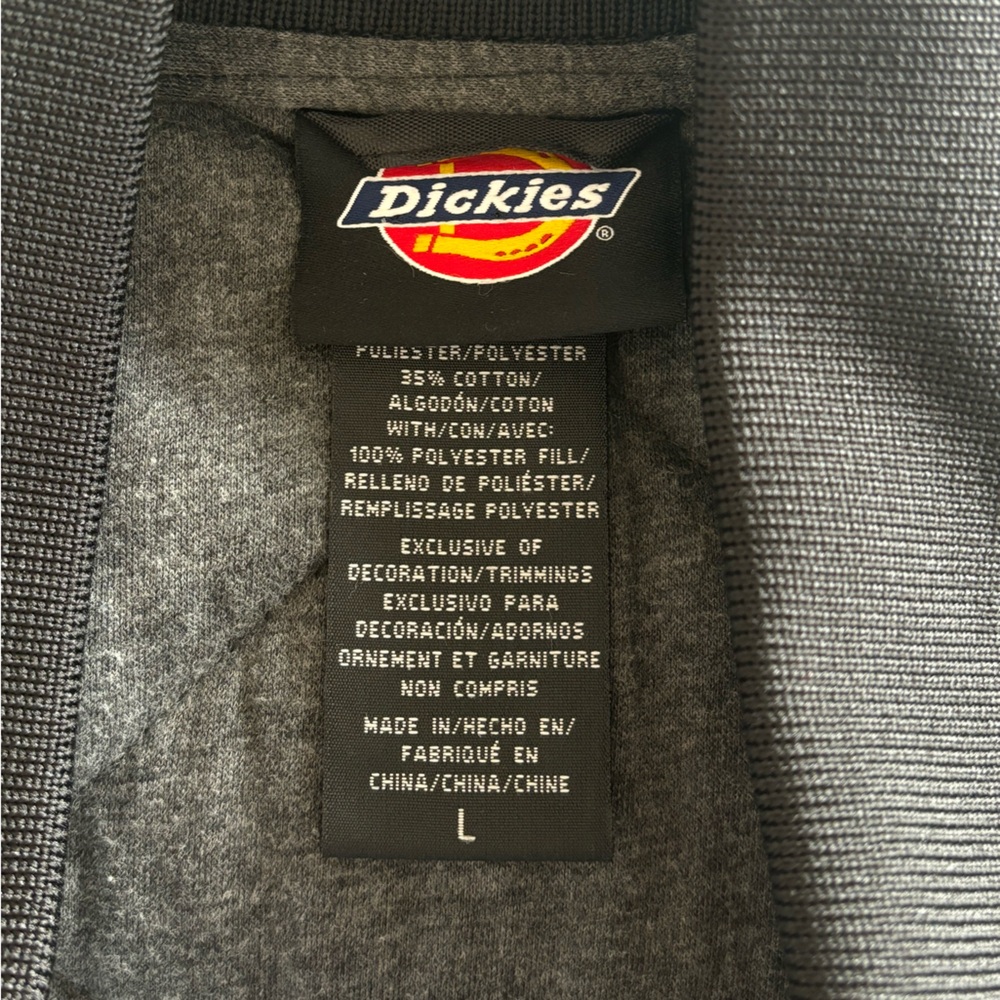 Dickies
®
POLIESTER/POLYESTER
35% COTTON/
ALGODÓN/COTON
WITH/CON/AVEC:
100% POLYESTER FILL/
RELLENO DE POLIÉSTER/
REMPLISSAGE POLYESTER
EXCLUSIVE OF
DECORATION/TRIMMINGS
EXCLUSIVO PARA
DECORACIÓN/ADORNOS
ORNEMENT ET GARNITURE
NON COMPRIS
MADE IN/HECHO EN/
FABRIQUÉ EN
CHINA/CHINA/CHINE
L